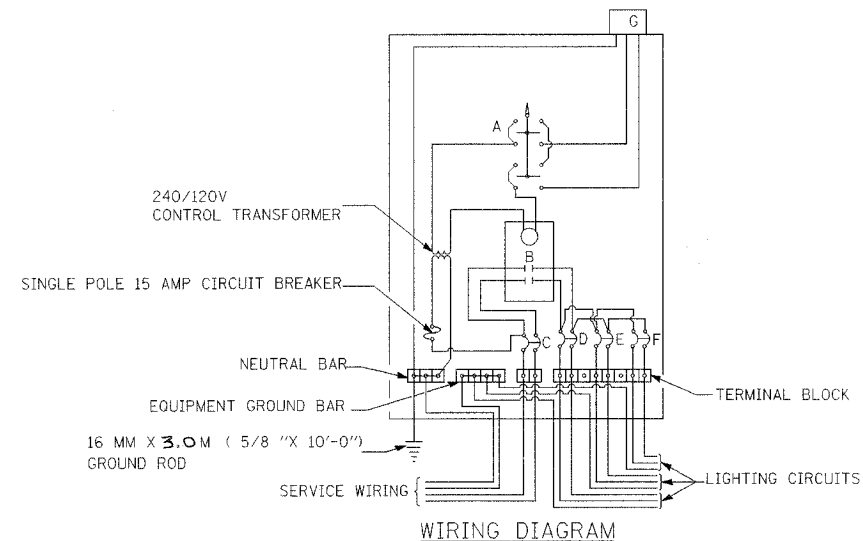 G
A
240/120V
CONTROL TRANSFORMER
B
SINGLE POLE 15 AMP CIRCUIT BREAKER
C
D
E
F
NEUTRAL BAR
TERMINAL BLOCK
EQUIPMENT GROUND BAR
16 MM X 3.0M ( 5/8 "X 10'-0")
GROUND ROD
LIGHTING CIRCUITS
SERVICE WIRING
WIRING DIAGRAM